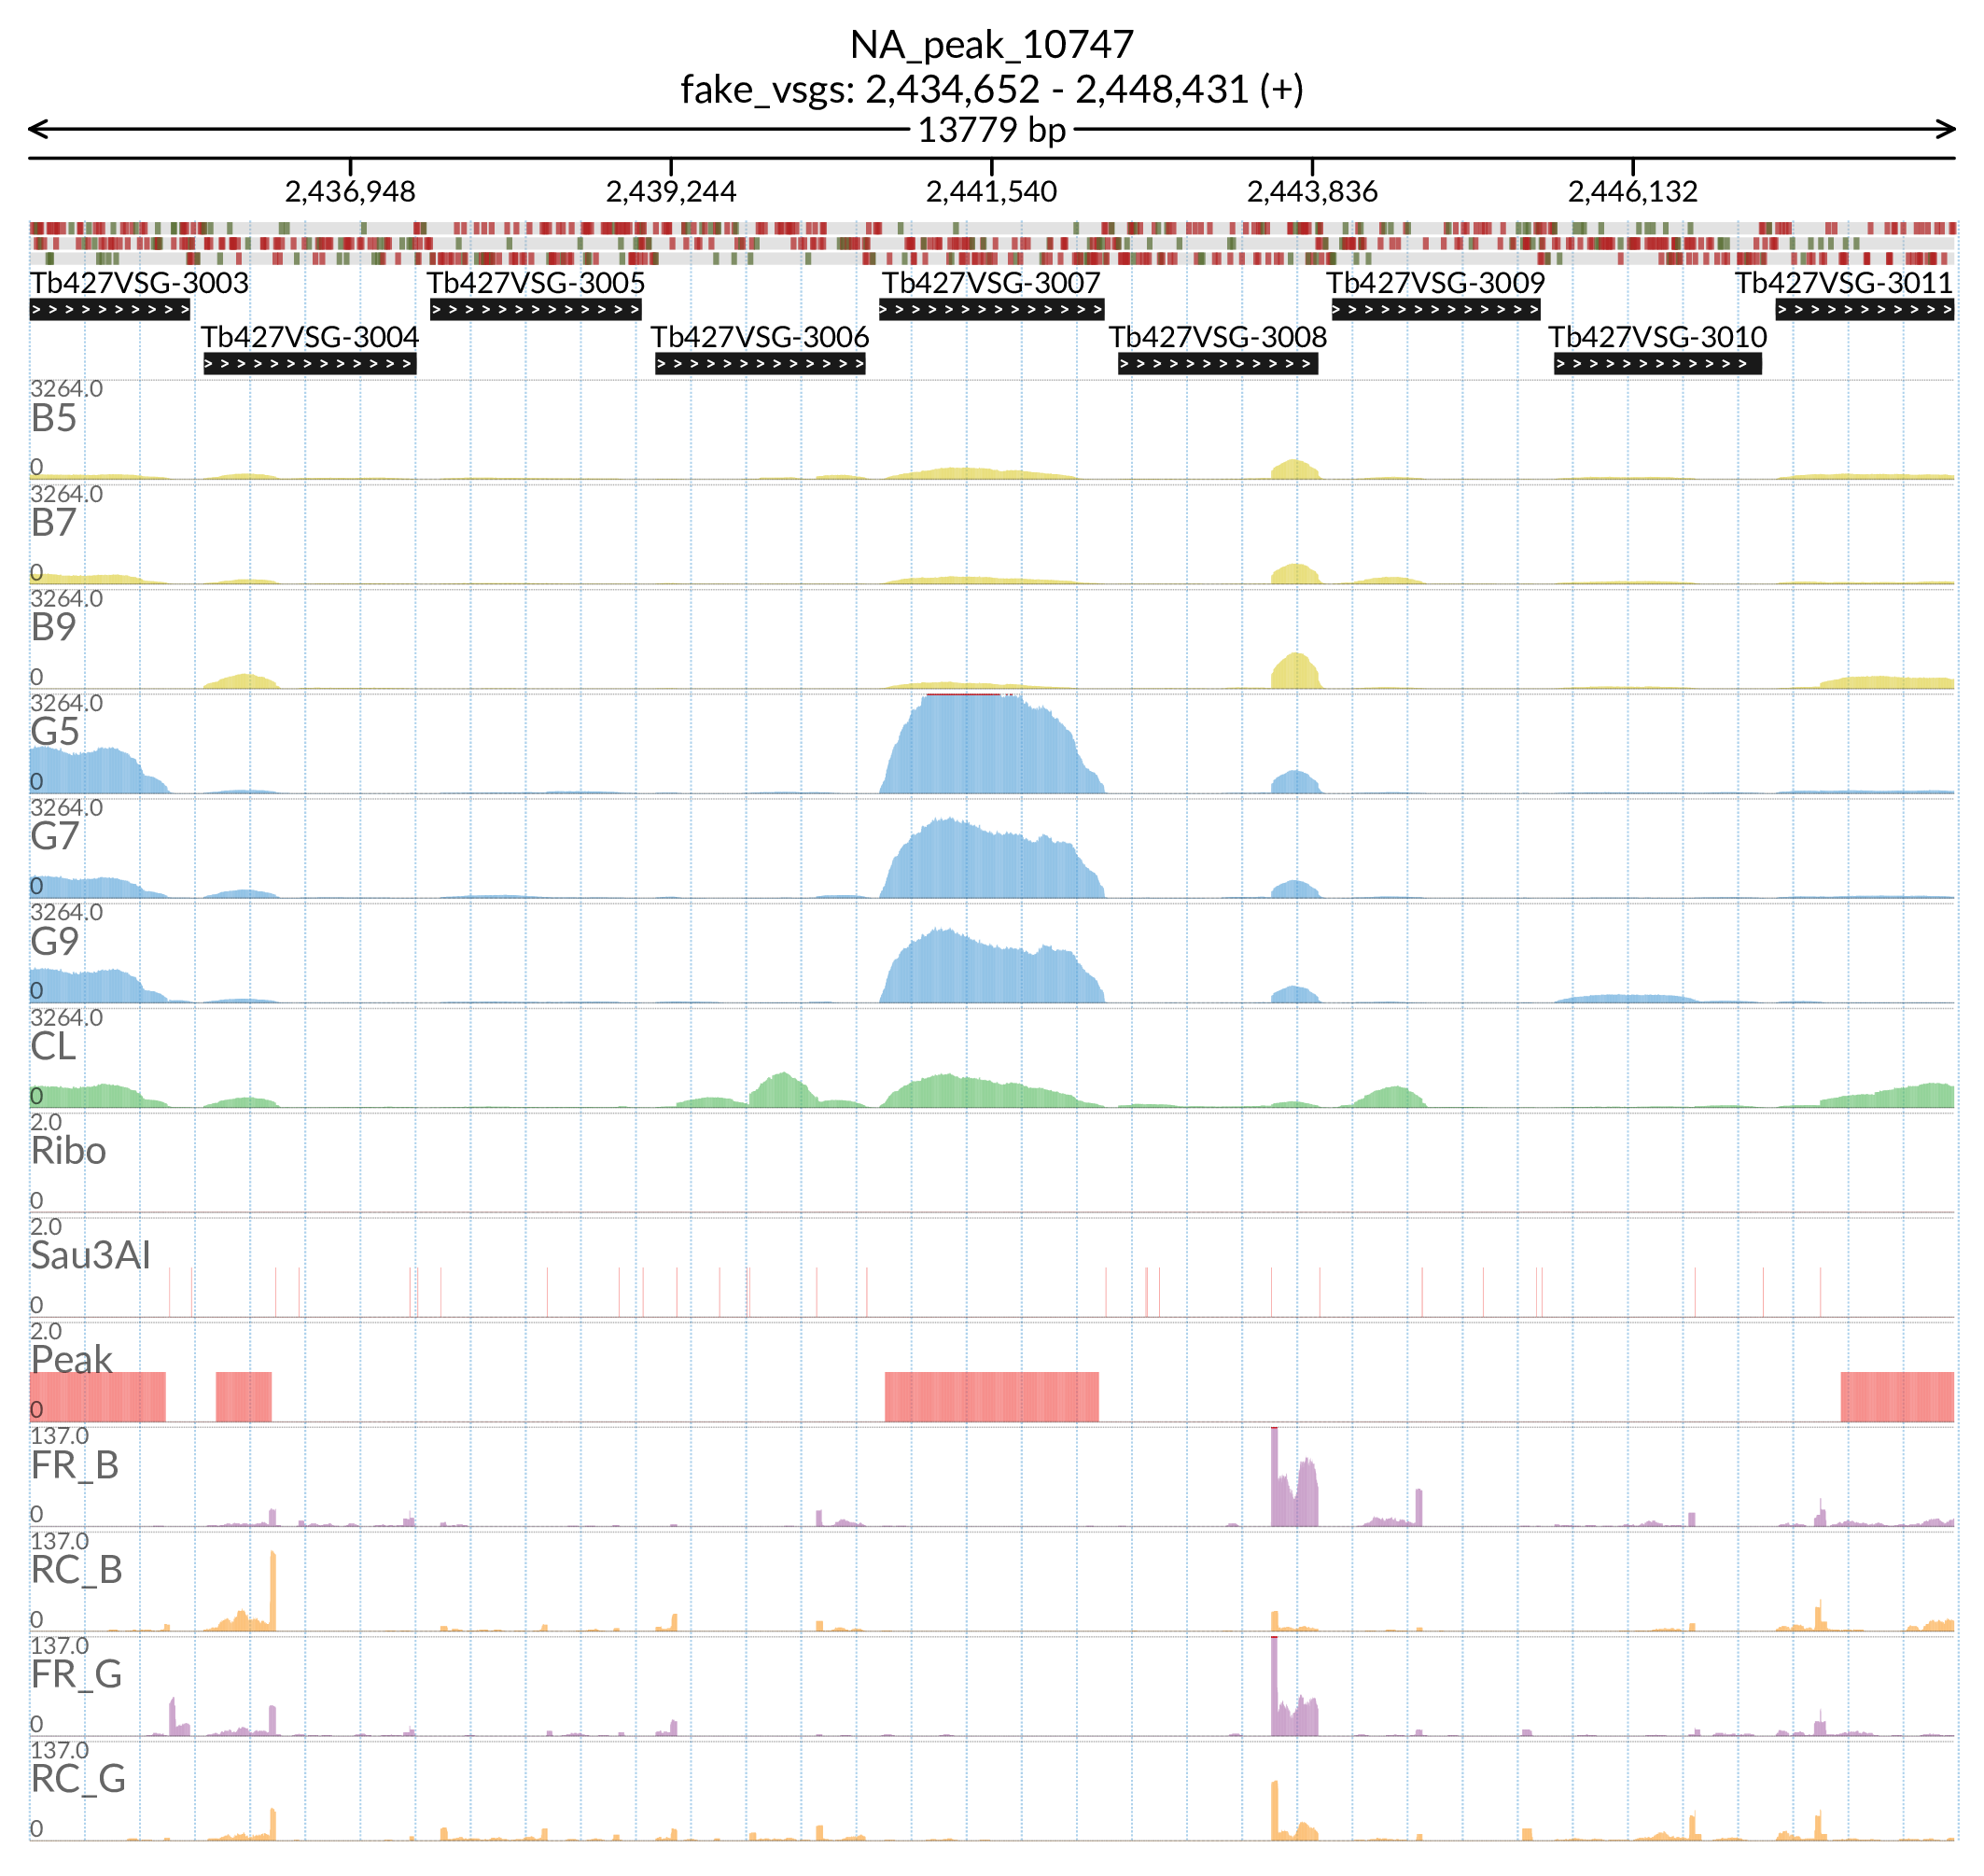 NA_peak_10747
fake_vsgs: 2,434,652 - 2,448,431 (+)
13779 bp
2,436,948 2,439,244 2,441,540 2,443,836 2,446,132
Tb427VSG-3003 Tb427VSG-3005 Tb427VSG-3007 Tb427VSG-3009 Tb427VSG-3011
Tb427VSG-3004 Tb427VSG-3006 Tb427VSG-3008 Tb427VSG-3010
3264.0
B5
0
3264.0
B7
0
3264.0
B9
0
3264.0
G5
0
3264.0
G7
0
3264.0
G9
0
3264.0
CL
0
2.0
Ribo
0
2.0
Sau3AI
0
2.0
Peak
0
137.0
FR_B
0
137.0
RC_B
0
137.0
FR_G
0
137.0
RC_G
0